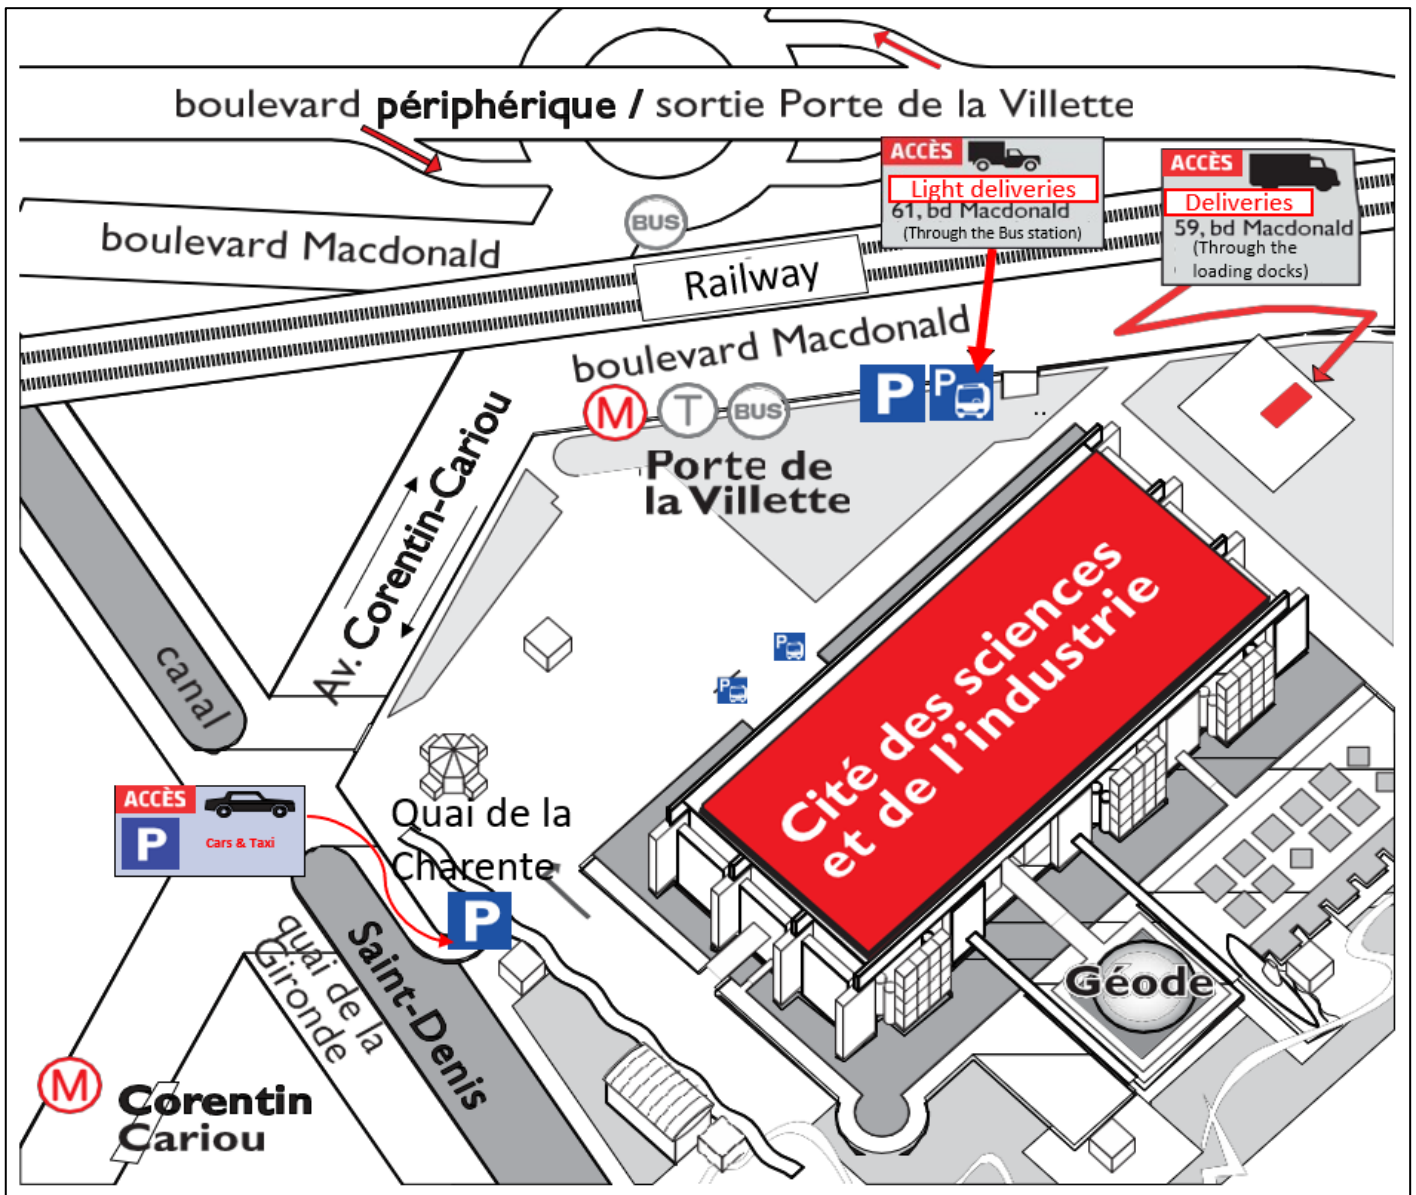 boulevard périphérique / sortie Porte de la Villette
ACCÈS
Light deliveries
61, bd Macdonald
(Through the Bus station)
ACCÈS
Deliveries
59, bd Macdonald
(Through the
loading docks)
BUS
boulevard Macdonald
Railway
boulevard Macdonald
P
P
M
T
BUS
Porte de
la Villette
Av. Corentin-Cariou
canal
P
P
Cité des sciences
et de l'industrie
ACCÈS
P
Cars & Taxi
Quai de la
Charente
P
quai de la
Gironde
Saint-Denis
Géode
M
Corentin
Cariou